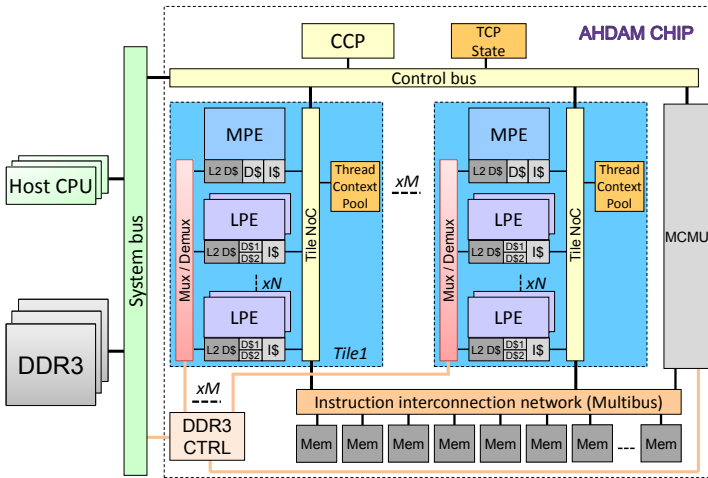 AHDAM CHIP
CCP
TCP
State
Control bus
System bus
Host CPU
DDR3
MPE
L2 D$ D$ I$
LPE
L2 D$ D$1 D$2 I$
xN
LPE
L2 D$ D$1 D$2 I$
Mux / Demux
Tile NoC
Thread
Context
Pool
Tile1
xM
MPE
L2 D$ D$ I$
LPE
L2 D$ D$1 D$2 I$
xN
LPE
L2 D$ D$1 D$2 I$
Mux / Demux
Tile NoC
Thread
Context
Pool
MCMU
xM
DDR3
CTRL
Instruction interconnection network (Multibus)
Mem Mem Mem Mem Mem Mem Mem Mem